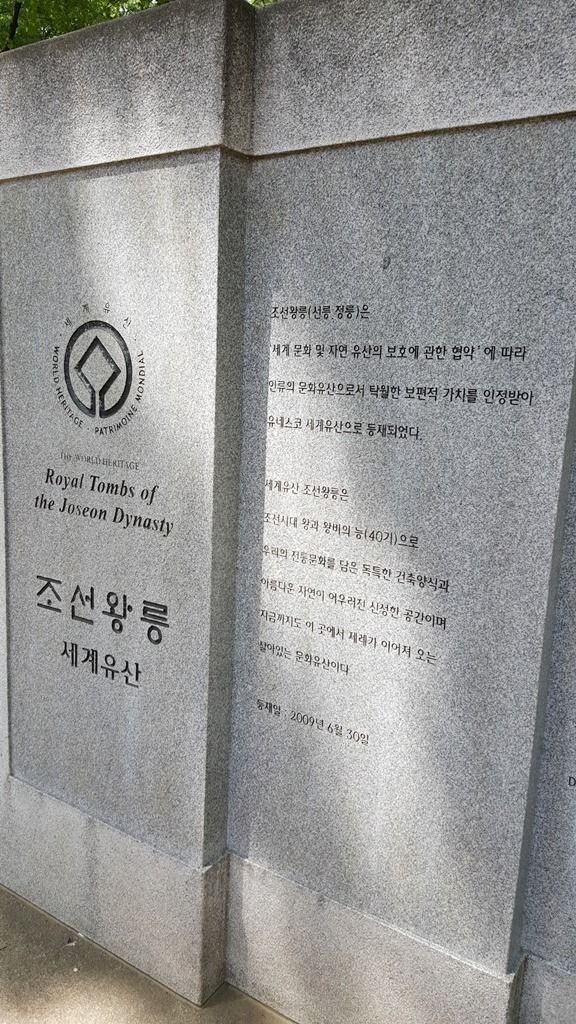 세계유산
WORLD HERITAGE · PATRIMOINE MONDIAL
The WORLD HERITAGE
Royal Tombs of
the Joseon Dynasty
조선왕릉
세계유산
조선왕릉(선릉·정릉)은
'세계 문화 및 자연 유산의 보호에 관한 협약'에 따라
인류의 문화유산으로서 탁월한 보편적 가치를 인정받아
유네스코 세계유산으로 등재되었다.
세계유산 조선왕릉은
조선시대 왕과 왕비의 능(40기)으로
우리의 전통문화를 담은 독특한 건축양식과
아름다운 자연이 어우러진 신성한 공간이며
지금까지도 이 곳에서 제례가 이어져 오는
살아있는 문화유산이다
등재일 : 2009년 6월 30일